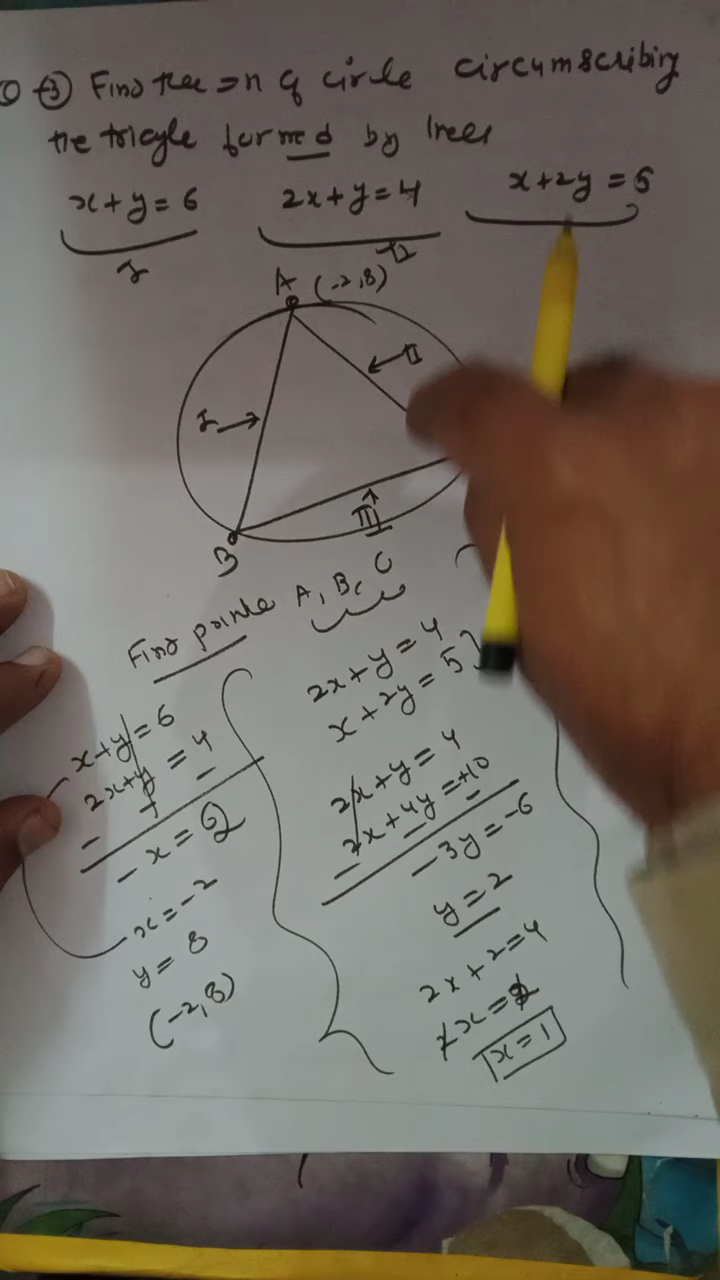 Find the =n of circle circumscribing
the triangle formed by lines
x+y=6 2x+y=4 x+2y=5
I II
A (-2,8)
I → ← II
III
B
Find points A, B, C
x+y=6
2x+y=4
- - -
-x=2
x=-2
y=8
(-2,8)
2x+y=4
x+2y=5
2x+y=4
2x+4y=+10
- - -
-3y=-6
y=2
2x+2=4
x=1